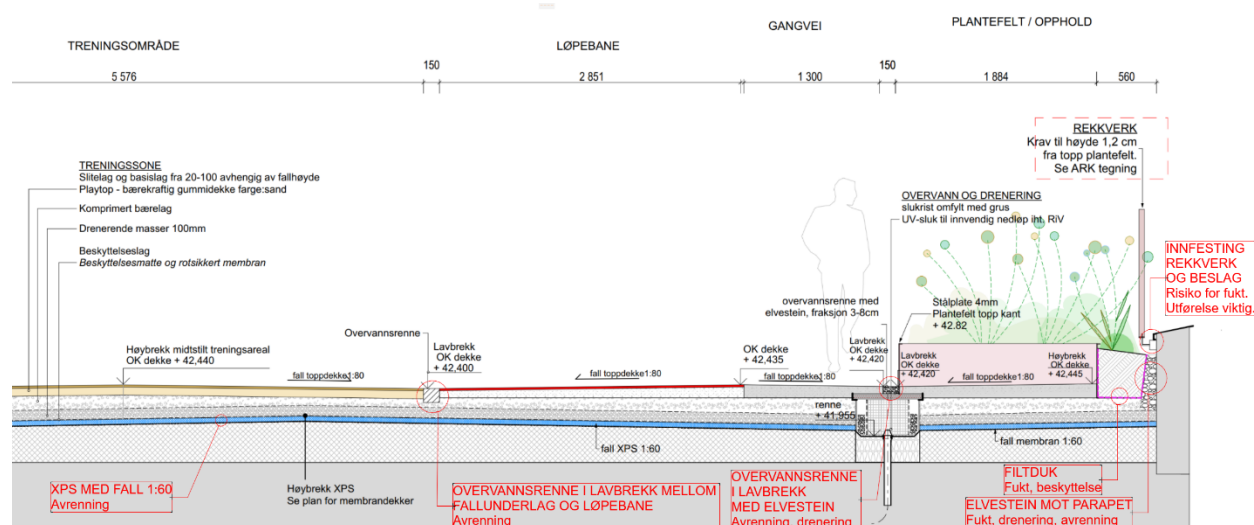 TRENINGSOMRÅDE
LØPEBANE
GANGVEI
PLANTEFELT / OPPHOLD
5 576
150
2 851
1 300
150
1 884
560
REKKVERK
Krav til høyde 1,2 cm
fra topp plantefelt.
Se ARK tegning
TRENINGSSONE
Slitelag og basislag fra 20-100 avhengig av fallhøyde
Playtop - bærekraftig gummidekke farge:sand
Komprimert bærelag
Drenerende masser 100mm
Beskyttelseslag
Beskyttelsesmatte og rotsikkert membran
OVERVANN OG DRENERING
slukrist omfylt med grus
UV-sluk til innvendig nedløp iht. RiV
INNFESTING
REKKVERK
OG BESLAG
Risiko for fukt.
Utførelse viktig.
overvannsrenne med
elvestein, fraksjon 3-8cm
Stålplate 4mm
Plantefelt topp kant
+ 42.82
Overvannsrenne
Høybrekk midtstilt treningsareal
OK dekke + 42,440
Lavbrekk
OK dekke
+ 42,400
OK dekke
+ 42,435
Lavbrekk
OK dekke
+ 42,420
Lavbrekk
OK dekke
+ 42,420
Høybrekk
OK dekke
+ 42,445
fall toppdekke1:80
fall toppdekke1:80
fall toppdekke1:80
fall toppdekke1:80
renne
+ 41.955
fall XPS 1:60
fall membran 1:60
XPS MED FALL 1:60
Avrenning
Høybrekk XPS
Se plan for membrandekker
OVERVANNSRENNE I LAVBREKK MELLOM
FALLUNDERLAG OG LØPEBANE
Avrenning
OVERVANNSRENNE
I LAVBREKK
MED ELVESTEIN
Avrenning, drenering
FILTDUK
Fukt, beskyttelse
ELVESTEIN MOT PARAPET
Fukt, drenering, avrenning